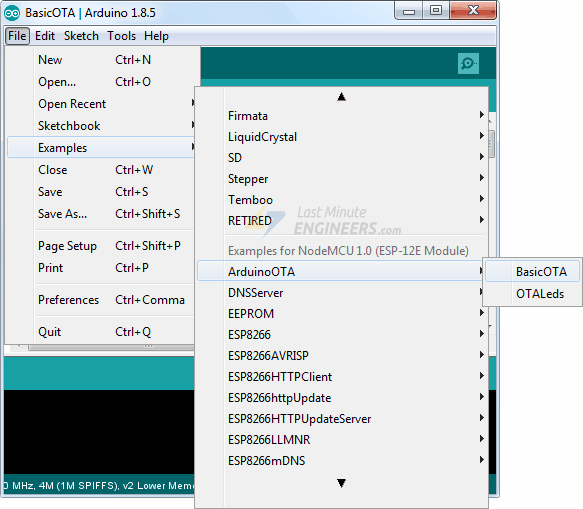 BasicOTA | Arduino 1.8.5
File Edit Sketch Tools Help
New Ctrl+N
Open... Ctrl+O
Open Recent
Sketchbook
Examples
Close Ctrl+W
Save Ctrl+S
Save As... Ctrl+Shift+S
Page Setup Ctrl+Shift+P
Print Ctrl+P
Preferences Ctrl+Comma
Quit Ctrl+Q
Firmata
LiquidCrystal
SD
Stepper
Temboo
RETIRED
Last Minute
ENGINEERS.com
Examples for NodeMCU 1.0 (ESP-12E Module)
ArduinoOTA
DNSServer
EEPROM
ESP8266
ESP8266AVRISP
ESP8266HTTPClient
ESP8266httpUpdate
ESP8266HTTPUpdateServer
ESP8266LLMNR
ESP8266mDNS
BasicOTA
OTALeds
0 MHz, 4M (1M SPIFFS), v2 Lower Mem